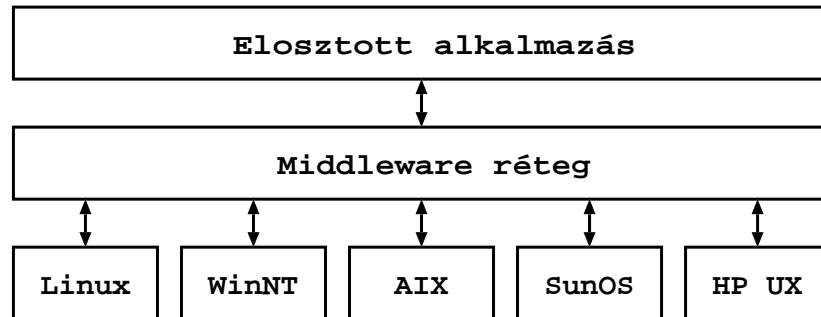 Elosztott alkalmazás
Middleware réteg
Linux WinNT AIX SunOS HP UX